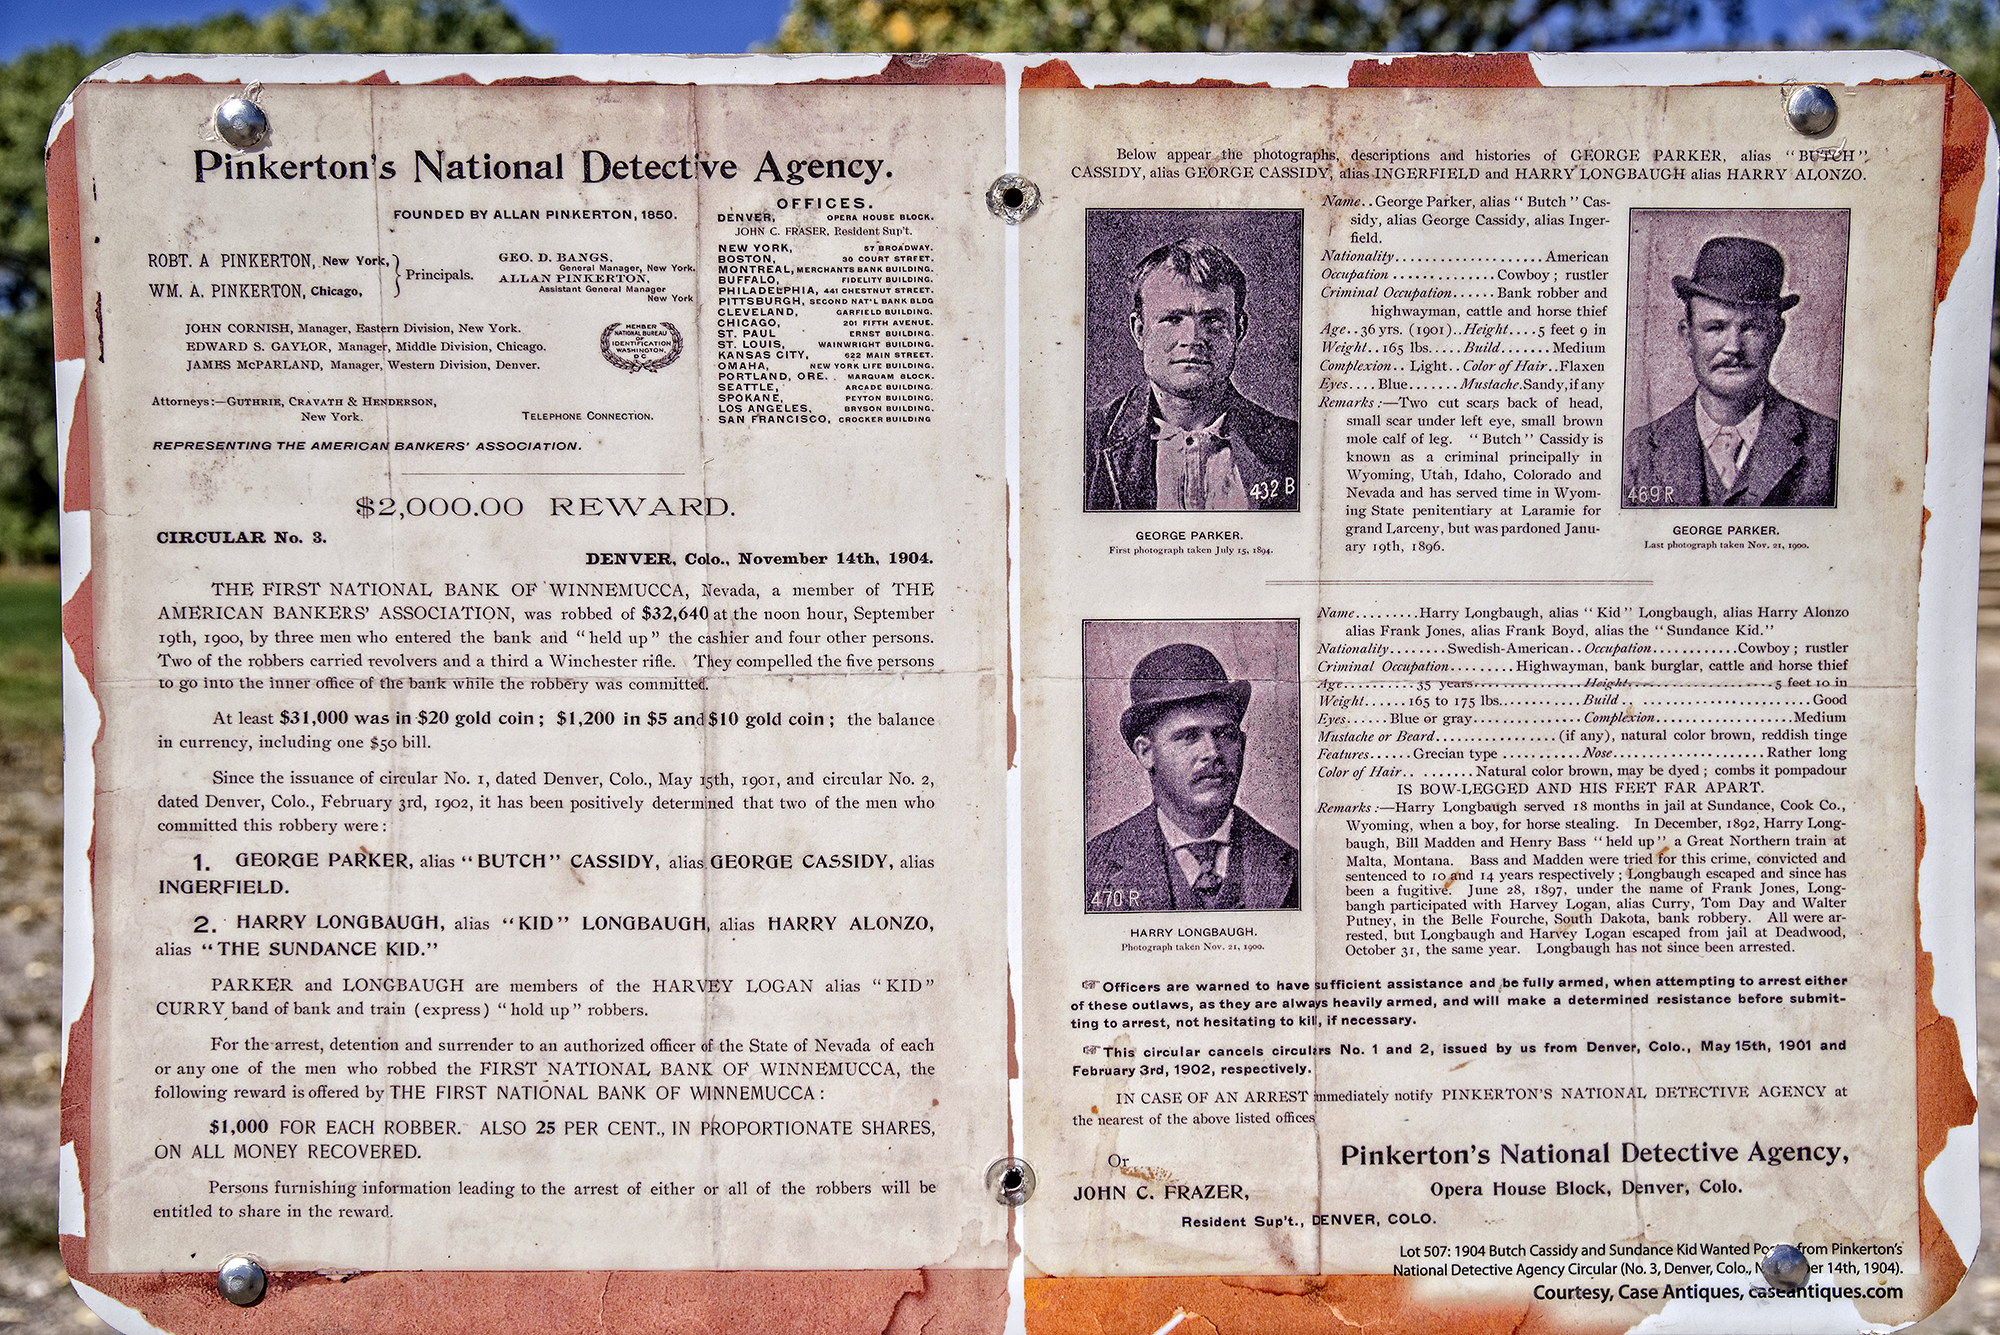 Pinkerton's National Detective Agency.
FOUNDED BY ALLAN PINKERTON, 1850.
ROBT. A PINKERTON, New York,
WM. A. PINKERTON, Chicago,
Principals.
GEO. D. BANGS.
General Manager, New York.
ALLAN PINKERTON.
Assistant General Manager
New York
JOHN CORNISH, Manager, Eastern Division, New York.
EDWARD S. GAYLOR, Manager, Middle Division, Chicago.
JAMES McPARLAND, Manager, Western Division, Denver.
MEMBER
NATIONAL BUREAU
OF
IDENTIFICATION
WASHINGTON,
D C
Attorneys:—GUTHRIE, CRAVATH & HENDERSON,
New York.
TELEPHONE CONNECTION.
REPRESENTING THE AMERICAN BANKERS' ASSOCIATION.
OFFICES.
DENVER, OPERA HOUSE BLOCK.
JOHN C. FRASER, Resident Sup't.
NEW YORK, 57 BROADWAY.
BOSTON, 30 COURT STREET.
MONTREAL, MERCHANTS BANK BUILDING.
BUFFALO, FIDELITY BUILDING.
PHILADELPHIA, 441 CHESTNUT STREET.
PITTSBURGH, SECOND NAT'L BANK BLDG
CLEVELAND, GARFIELD BUILDING.
CHICAGO, 201 FIFTH AVENUE.
ST. PAUL ERNST BUILDING.
ST. LOUIS, WAINWRIGHT BUILDING.
KANSAS CITY, 622 MAIN STREET.
OMAHA, NEW YORK LIFE BUILDING.
PORTLAND, ORE. . MARQUAM BLOCK.
SEATTLE, ARCADE BUILDING.
SPOKANE, PEYTON BUILDING.
LOS ANGELES, BRYSON BUILDING.
SAN FRANCISCO, CROCKER BUILDING
$2,000.00 REWARD.
CIRCULAR No. 3.
DENVER, Colo., November 14th, 1904.
THE FIRST NATIONAL BANK OF WINNEMUCCA, Nevada, a member of THE
AMERICAN BANKERS' ASSOCIATION, was robbed of $32,640 at the noon hour, September
19th, 1900, by three men who entered the bank and "held up" the cashier and four other persons.
Two of the robbers carried revolvers and a third a Winchester rifle. They compelled the five persons
to go into the inner office of the bank while the robbery was committed.
At least $31,000 was in $20 gold coin; $1,200 in $5 and $10 gold coin; the balance
in currency, including one $50 bill.
Since the issuance of circular No. 1, dated Denver, Colo., May 15th, 1901, and circular No. 2,
dated Denver, Colo., February 3rd, 1902, it has been positively determined that two of the men who
committed this robbery were:
1. GEORGE PARKER, alias "BUTCH" CASSIDY, alias GEORGE CASSIDY, alias
INGERFIELD.
2. HARRY LONGBAUGH, alias "KID" LONGBAUGH, alias HARRY ALONZO,
alias "THE SUNDANCE KID."
PARKER and LONGBAUGH are members of the HARVEY LOGAN alias "KID"
CURRY band of bank and train (express) "hold up" robbers.
For the arrest, detention and surrender to an authorized officer of the State of Nevada of each
or any one of the men who robbed the FIRST NATIONAL BANK OF WINNEMUCCA, the
following reward is offered by THE FIRST NATIONAL BANK OF WINNEMUCCA:
$1,000 FOR EACH ROBBER. ALSO 25 PER CENT., IN PROPORTIONATE SHARES,
ON ALL MONEY RECOVERED.
Persons furnishing information leading to the arrest of either or all of the robbers will be
entitled to share in the reward.
Below appear the photographs, descriptions and histories of GEORGE PARKER, alias "BUTCH"
CASSIDY, alias GEORGE CASSIDY, alias INGERFIELD and HARRY LONGBAUGH alias HARRY ALONZO.
432 B
GEORGE PARKER.
First photograph taken July 15, 1894.
Name..George Parker, alias "Butch" Cas-
sidy, alias George Cassidy, alias Inger-
field.
Nationality...................American
Occupation.............Cowboy; rustler
Criminal Occupation......Bank robber and
highwayman, cattle and horse thief
Age..36 yrs. (1901)..Height....5 feet 9 in
Weight..165 lbs.....Build.......Medium
Complexion..Light..Color of Hair..Flaxen
Eyes....Blue.......Mustache.Sandy, if any
Remarks:—Two cut scars back of head,
small scar under left eye, small brown
mole calf of leg. "Butch" Cassidy is
known as a criminal principally in
Wyoming, Utah, Idaho, Colorado and
Nevada and has served time in Wyom-
ing State penitentiary at Laramie for
grand Larceny, but was pardoned Janu-
ary 19th, 1896.
469 R
GEORGE PARKER.
Last photograph taken Nov. 21, 1900.
470 R
HARRY LONGBAUGH.
Photograph taken Nov. 21, 1900.
Name.........Harry Longbaugh, alias "Kid" Longbaugh, alias Harry Alonzo
alias Frank Jones, alias Frank Boyd, alias the "Sundance Kid."
Nationality........Swedish-American..Occupation............Cowboy; rustler
Criminal Occupation.........Highwayman, bank burglar, cattle and horse thief
Age..........35 years................Height......................5 feet 10 in
Weight.......165 to 175 lbs...........Build........................Good
Eyes......Blue or gray................Complexion...................Medium
Mustache or Beard................(if any), natural color brown, reddish tinge
Features......Grecian type...........Nose.....................Rather long
Color of Hair.. .......Natural color brown, may be dyed; combs it pompadour
IS BOW-LEGGED AND HIS FEET FAR APART.
Remarks:—Harry Longbaugh served 18 months in jail at Sundance, Cook Co.,
Wyoming, when a boy, for horse stealing. In December, 1892, Harry Long-
baugh, Bill Madden and Henry Bass "held up" a Great Northern train at
Malta, Montana. Bass and Madden were tried for this crime, convicted and
sentenced to 10 and 14 years respectively; Longbaugh escaped and since has
been a fugitive. June 28, 1897, under the name of Frank Jones, Long-
baugh participated with Harvey Logan, alias Curry, Tom Day and Walter
Putney, in the Belle Fourche, South Dakota, bank robbery. All were ar-
rested, but Longbaugh and Harvey Logan escaped from jail at Deadwood,
October 31, the same year. Longbaugh has not since been arrested.
☞Officers are warned to have sufficient assistance and be fully armed, when attempting to arrest either
of these outlaws, as they are always heavily armed, and will make a determined resistance before submit-
ting to arrest, not hesitating to kill, if necessary.
☞This circular cancels circulars No. 1 and 2, issued by us from Denver, Colo., May 15th, 1901 and
February 3rd, 1902, respectively.
IN CASE OF AN ARREST immediately notify PINKERTON'S NATIONAL DETECTIVE AGENCY at
the nearest of the above listed offices
Or
JOHN C. FRAZER,
Resident Sup't., DENVER, COLO.
Pinkerton's National Detective Agency,
Opera House Block, Denver, Colo.
Lot 507: 1904 Butch Cassidy and Sundance Kid Wanted from Pinkerton's
National Detective Agency Circular (No. 3, Denver, Colo., 14th, 1904).
Courtesy, Case Antiques, caseantiques.com